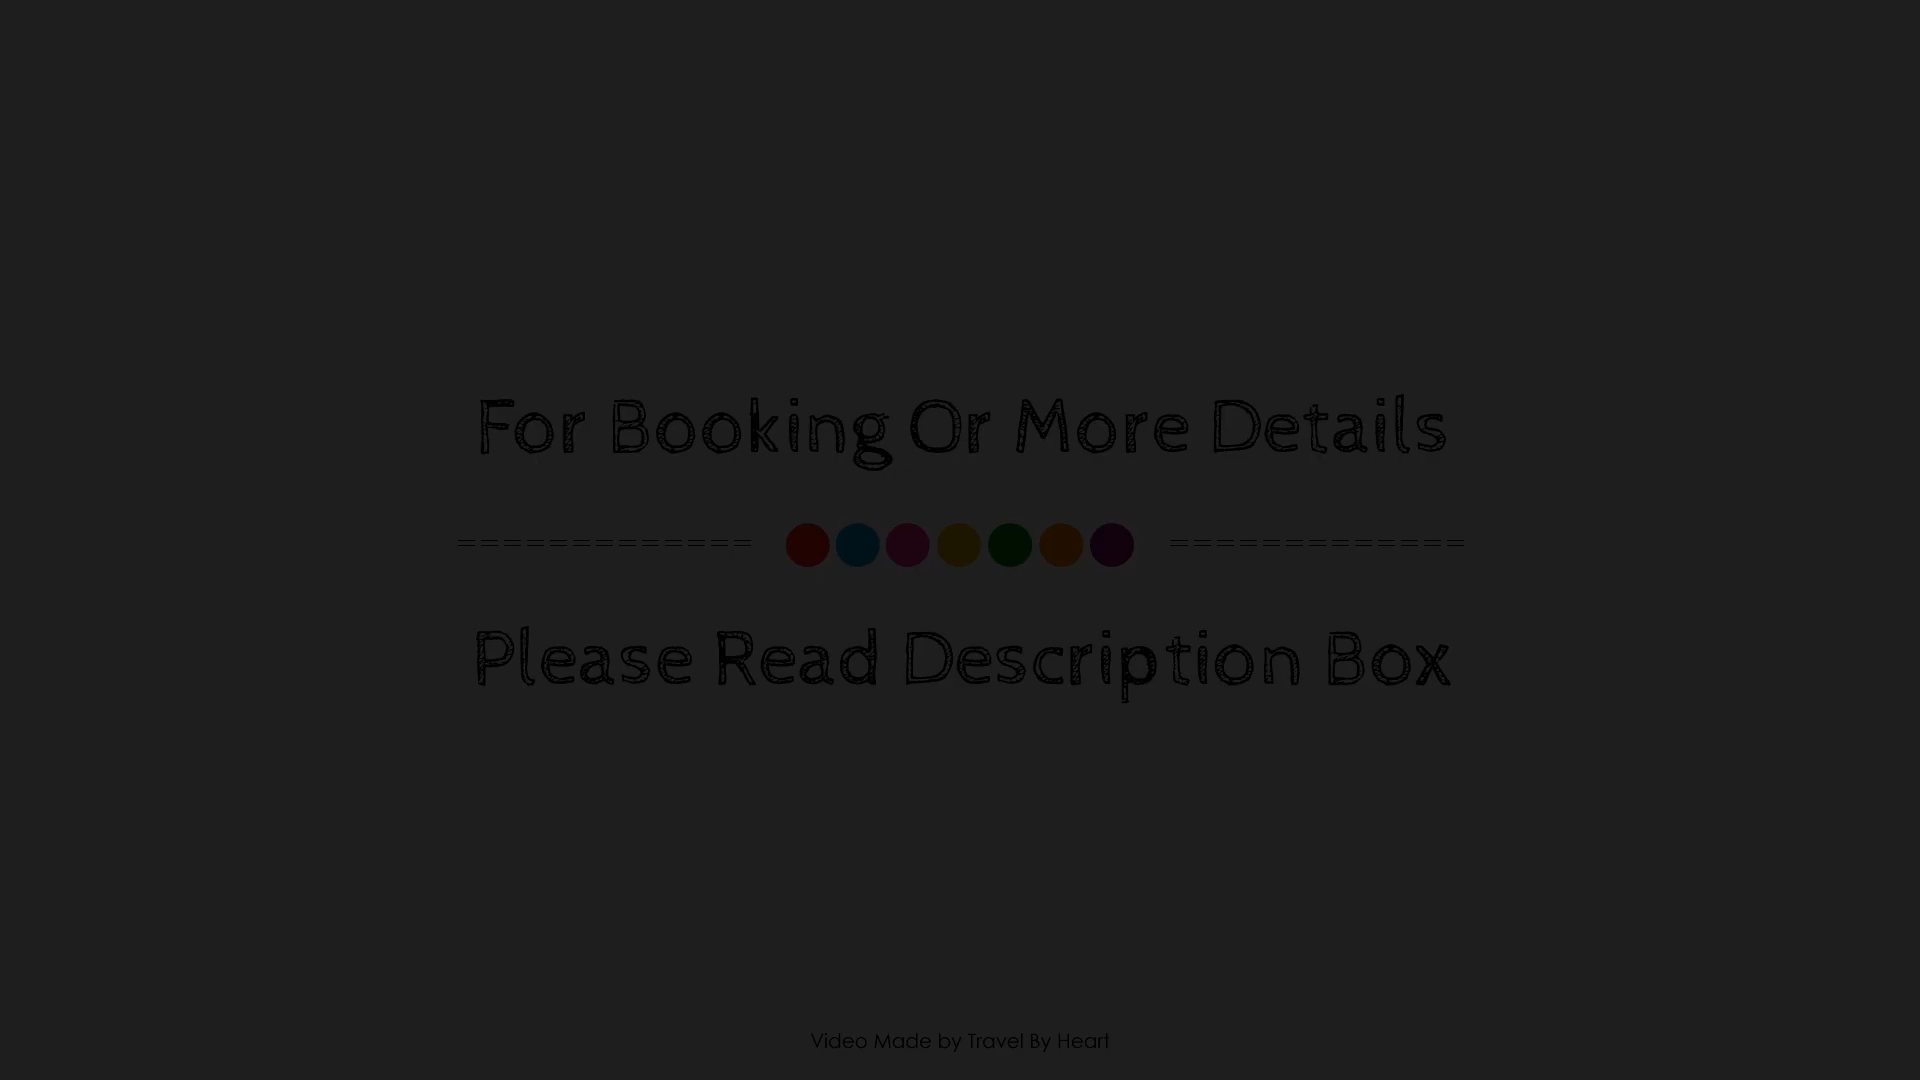 For Booking Or More Details
============= =============
Please Read Description Box
Video Made by Travel By Heart